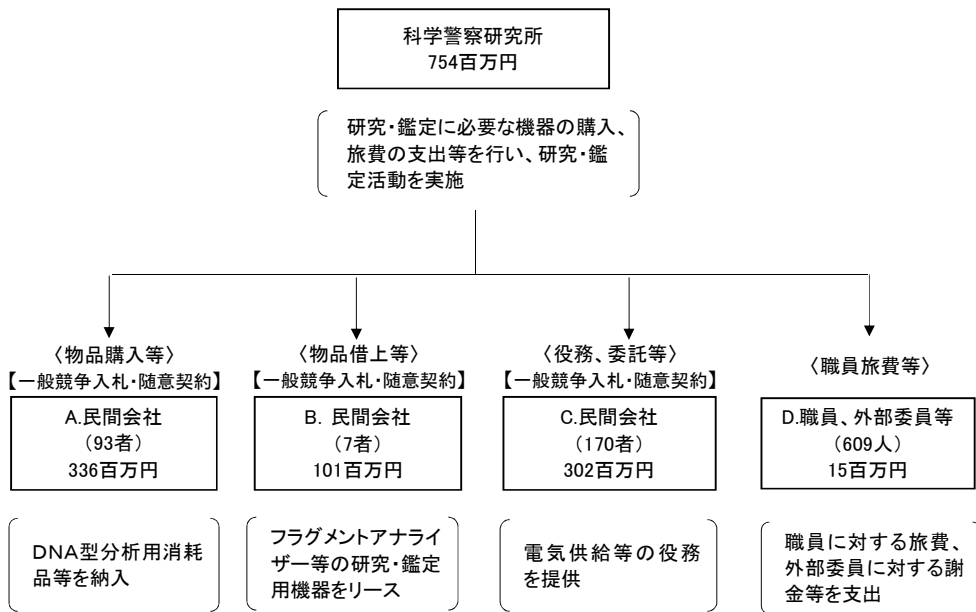 科学警察研究所
754百万円
研究・鑑定に必要な機器の購入、
旅費の支出等を行い、研究・鑑
定活動を実施
〈物品購入等〉
【一般競争入札・随意契約】
A.民間会社
(93者)
336百万円
DNA型分析用消耗
品等を納入
〈物品借上等〉
【一般競争入札・随意契約】
B. 民間会社
(7者)
101百万円
フラグメントアナライ
ザー等の研究・鑑定
用機器をリース
〈役務、委託等〉
【一般競争入札・随意契約】
C.民間会社
(170者)
302百万円
電気供給等の役務
を提供
〈職員旅費等〉
D.職員、外部委員等
(609人)
15百万円
職員に対する旅費、
外部委員に対する謝
金等を支出